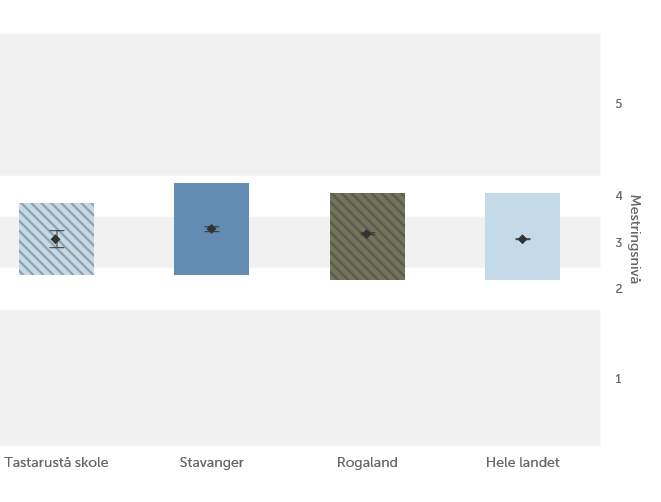 5
4
3
2
1
Mestringsnivå
Tastarustå skole
Stavanger
Rogaland
Hele landet